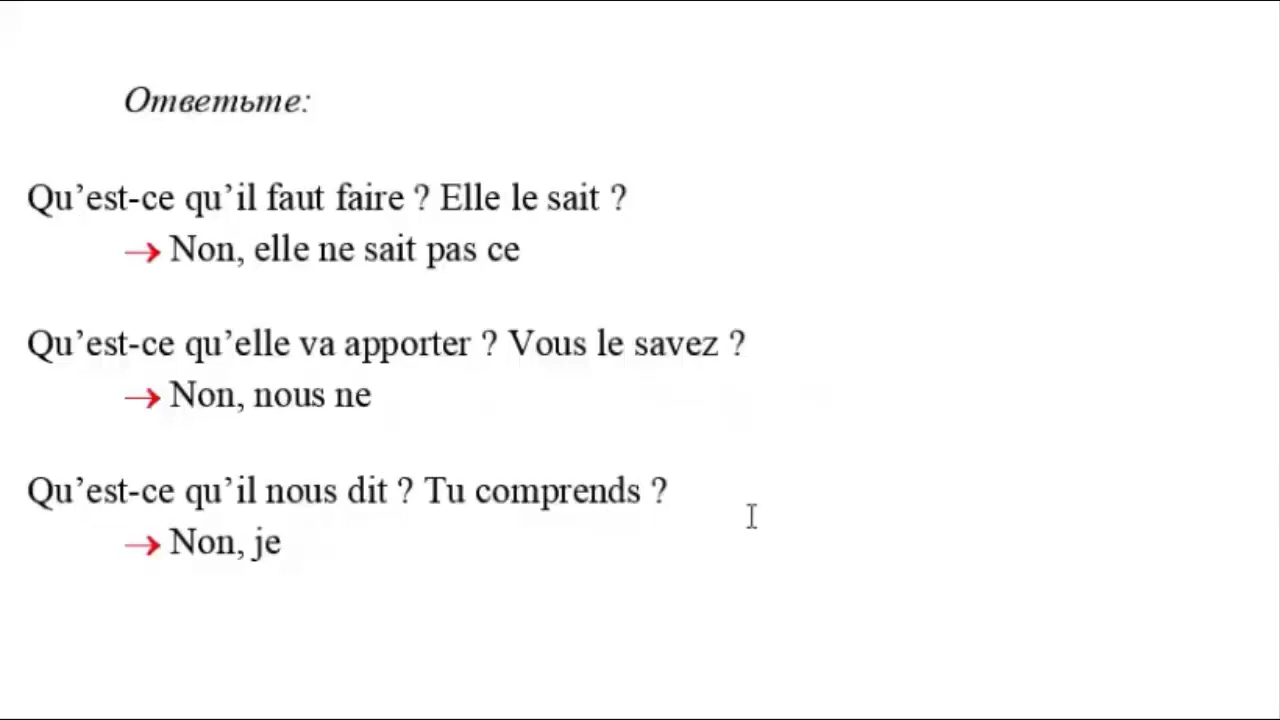 Ответьте:
Qu’est-ce qu’il faut faire ? Elle le sait ?
→ Non, elle ne sait pas ce
Qu’est-ce qu’elle va apporter ? Vous le savez ?
→ Non, nous ne
Qu’est-ce qu’il nous dit ? Tu comprends ?
→ Non, je